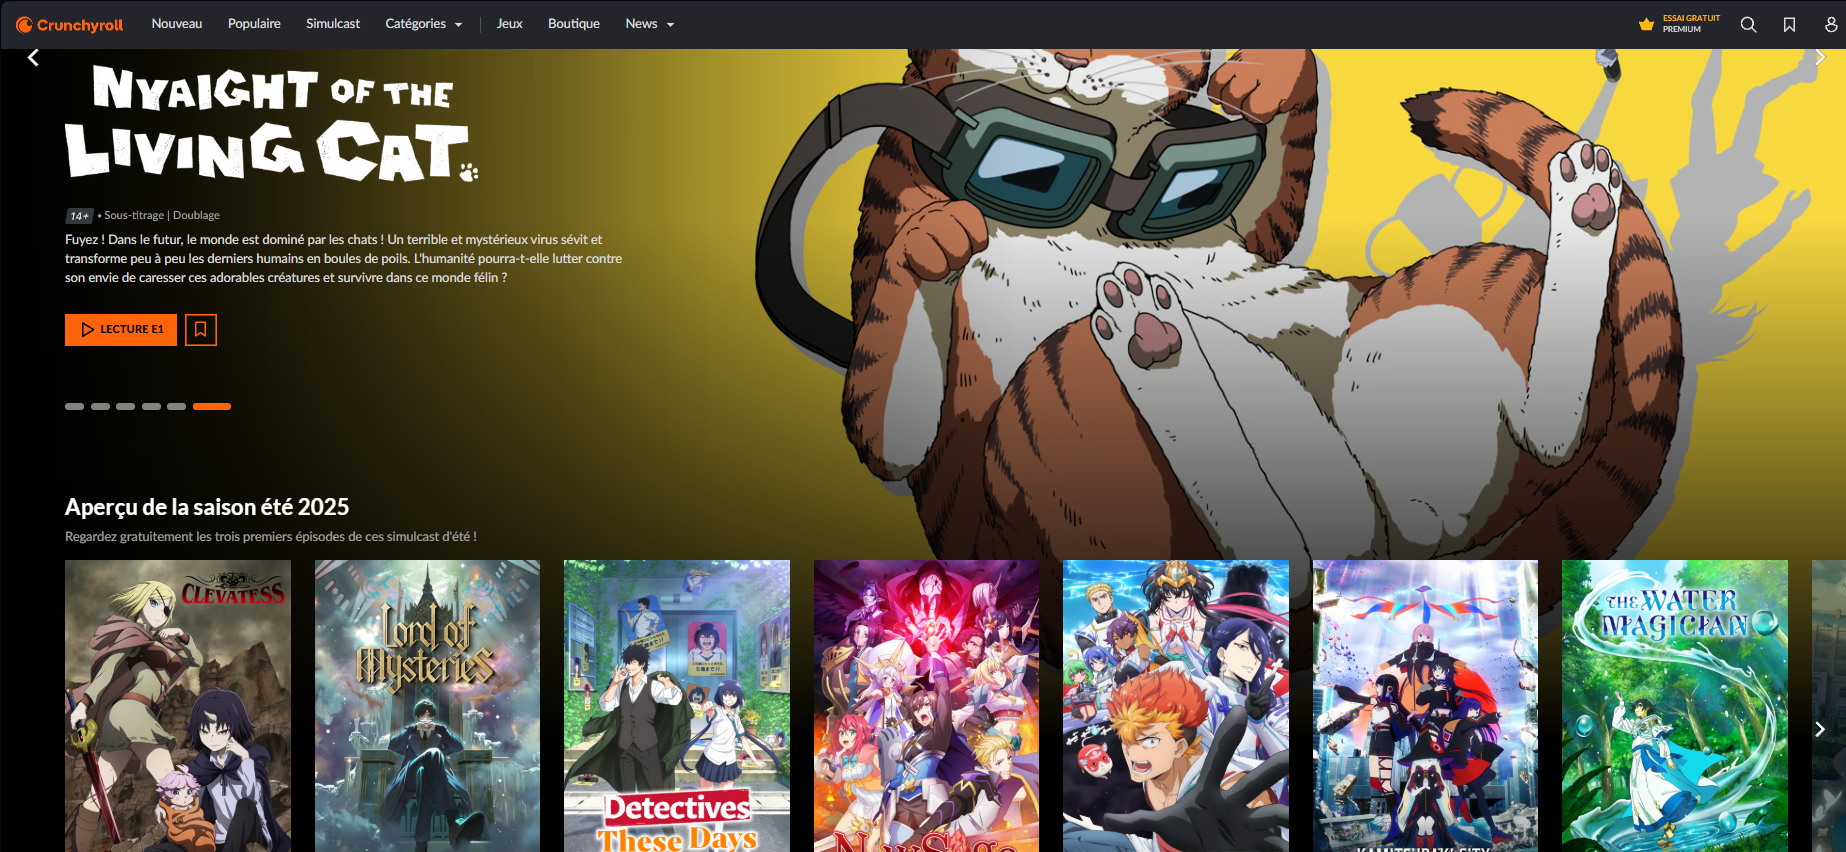 Crunchyroll
Nouveau
Populaire
Simulcast
Catégories
Jeux
Boutique
News
ESSAI GRATUIT
PREMIUM
NYAIGHT OF THE
LIVING CAT
14+ • Sous-titrage | Doublage
Fuyez ! Dans le futur, le monde est dominé par les chats ! Un terrible et mystérieux virus sévit et
transforme peu à peu les derniers humains en boules de poils. L'humanité pourra-t-elle lutter contre
son envie de caresser ces adorables créatures et survivre dans ce monde félin ?
LECTURE E1
Aperçu de la saison été 2025
Regardez gratuitement les trois premiers épisodes de ces simulcast d'été !
CLEVATESS
Lord of
Mysteries
Detectives
These Days
THE WATER
MAGICIAN